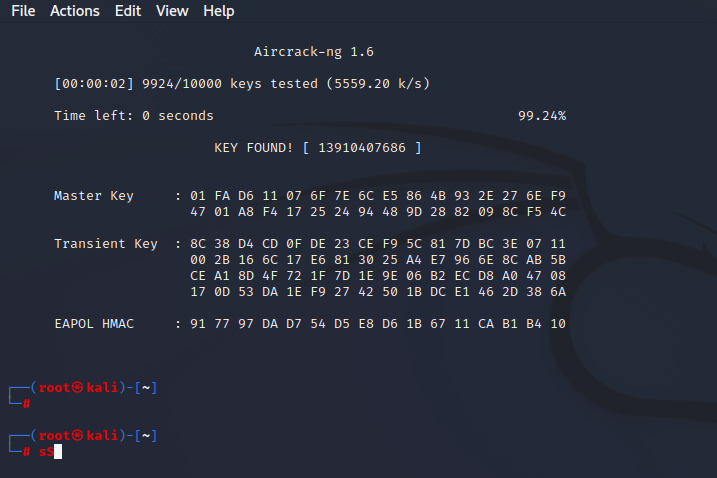 File Actions Edit View Help
Aircrack-ng 1.6
[00:00:02] 9924/10000 keys tested (5559.20 k/s)
Time left: 0 seconds 99.24%
KEY FOUND! [ 13910407686 ]
Master Key : 01 FA D6 11 07 6F 7E 6C E5 86 4B 93 2E 27 6E F9
47 01 A8 F4 17 25 24 94 48 9D 28 82 09 8C F5 4C
Transient Key : 8C 38 D4 CD 0F DE 23 CE F9 5C 81 7D BC 3E 07 11
00 2B 16 6C 17 E6 81 30 25 A4 E7 96 6E 8C AB 5B
CE A1 8D 4F 72 1F 7D 1E 9E 06 B2 EC D8 A0 47 08
17 0D 53 DA 1E F9 27 42 50 1B DC E1 46 2D 38 6A
EAPOL HMAC : 91 77 97 DA D7 54 D5 E8 D6 1B 67 11 CA B1 B4 10
┌──(root㉿kali)-[~]
└─#
┌──(root㉿kali)-[~]
└─# sS